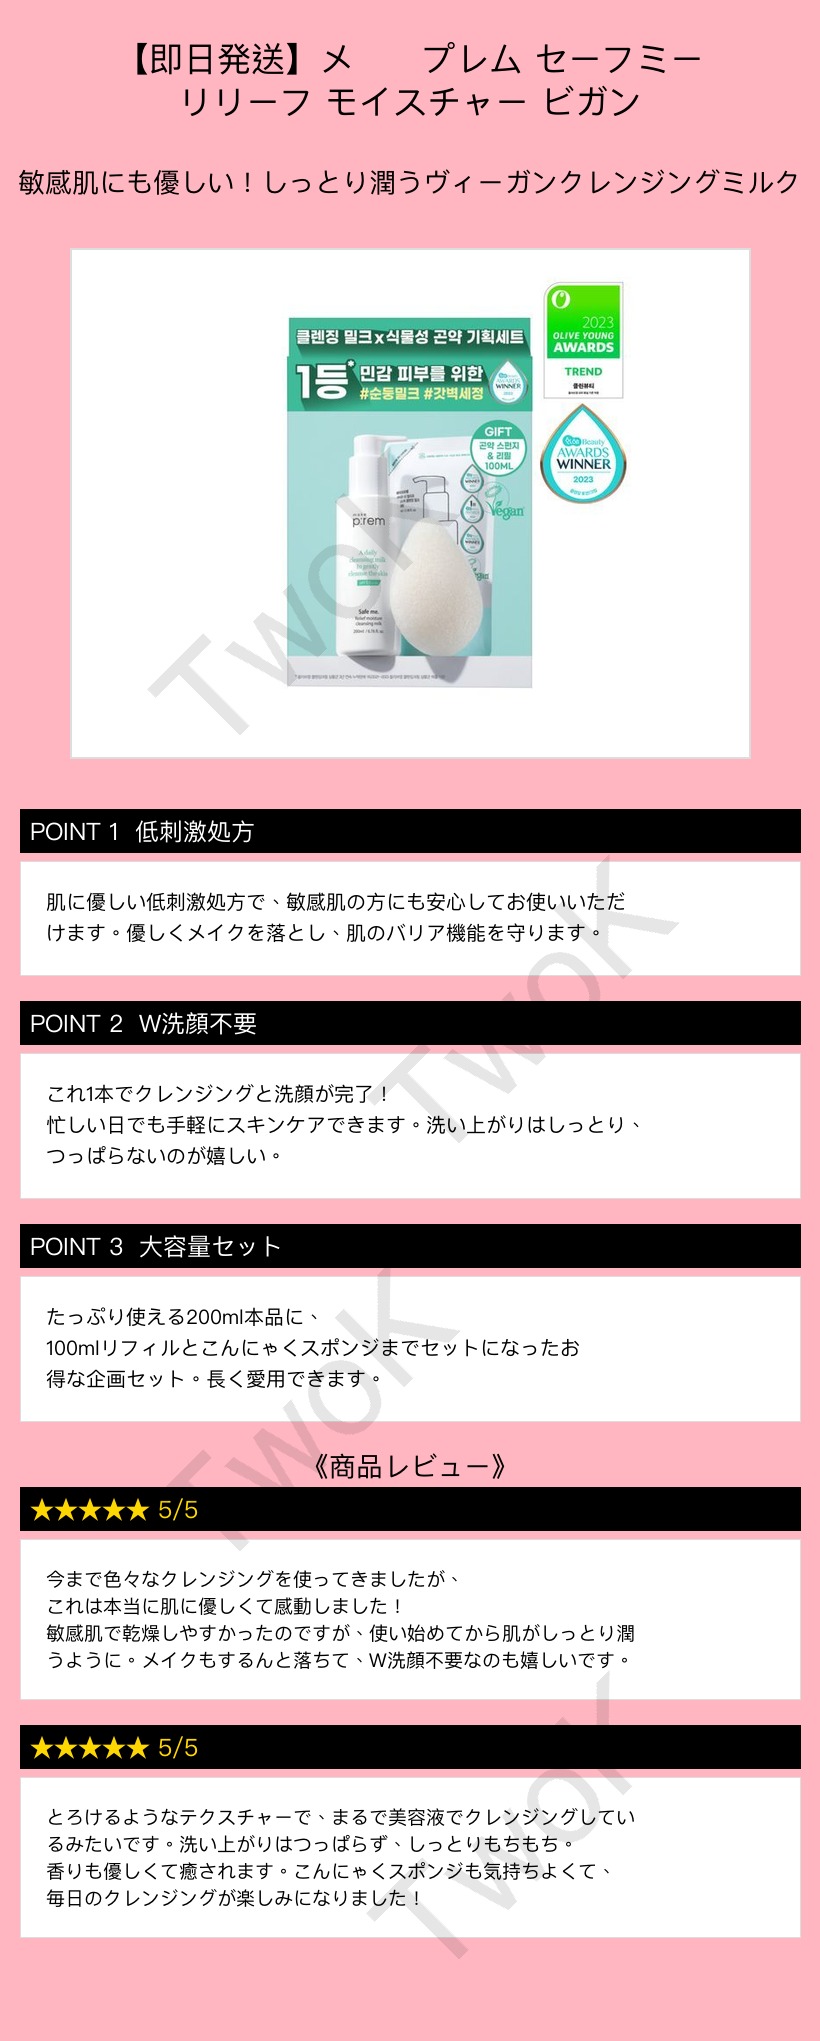 【即日発送】メ　　プレム セーフミー
リリーフ モイスチャー ビガン
敏感肌にも優しい！しっとり潤うヴィーガンクレンジングミルク
클렌징 밀크x식물성 곤약 기획세트
1등* 민감 피부를 위한
#순둥밀크 #갓벽세정
AWARDS
WINNER
2023
OLIVE YOUNG
AWARDS
TREND
클린뷰티
Beauty
AWARDS
WINNER
2023
GIFT
곤약 스펀지
& 리필
100ML
Vegan
make
p:rem
A daily
cleansing milk
to gently
cleanse the skin
Safe me.
Relief moisture
cleansing milk
TwoK
POINT 1 低刺激処方
肌に優しい低刺激処方で、敏感肌の方にも安心してお使いいただ
けます。優しくメイクを落とし、肌のバリア機能を守ります。
TwoK
POINT 2 W洗顔不要
これ1本でクレンジングと洗顔が完了！
忙しい日でも手軽にスキンケアできます。洗い上がりはしっとり、
つっぱらないのが嬉しい。
POINT 3 大容量セット
たっぷり使える200ml本品に、
100mlリフィルとこんにゃくスポンジまでセットになったお
得な企画セット。長く愛用できます。
TwoK
《商品レビュー》
★★★★★ 5/5
今まで色々なクレンジングを使ってきましたが、
これは本当に肌に優しくて感動しました！
敏感肌で乾燥しやすかったのですが、使い始めてから肌がしっとり潤
うように。メイクもするんと落ちて、W洗顔不要なのも嬉しいです。
★★★★★ 5/5
とろけるようなテクスチャーで、まるで美容液でクレンジングしてい
るみたいです。洗い上がりはつっぱらず、しっとりもちもち。
香りも優しくて癒されます。こんにゃくスポンジも気持ちよくて、
毎日のクレンジングが楽しみになりました！
TwoK